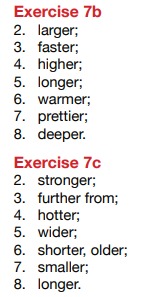 Exercise 7b
2. larger;
3. faster;
4. higher;
5. longer;
6. warmer;
7. prettier;
8. deeper.
Exercise 7c
2. stronger;
3. further from;
4. hotter;
5. wider;
6. shorter, older;
7. smaller;
8. longer.